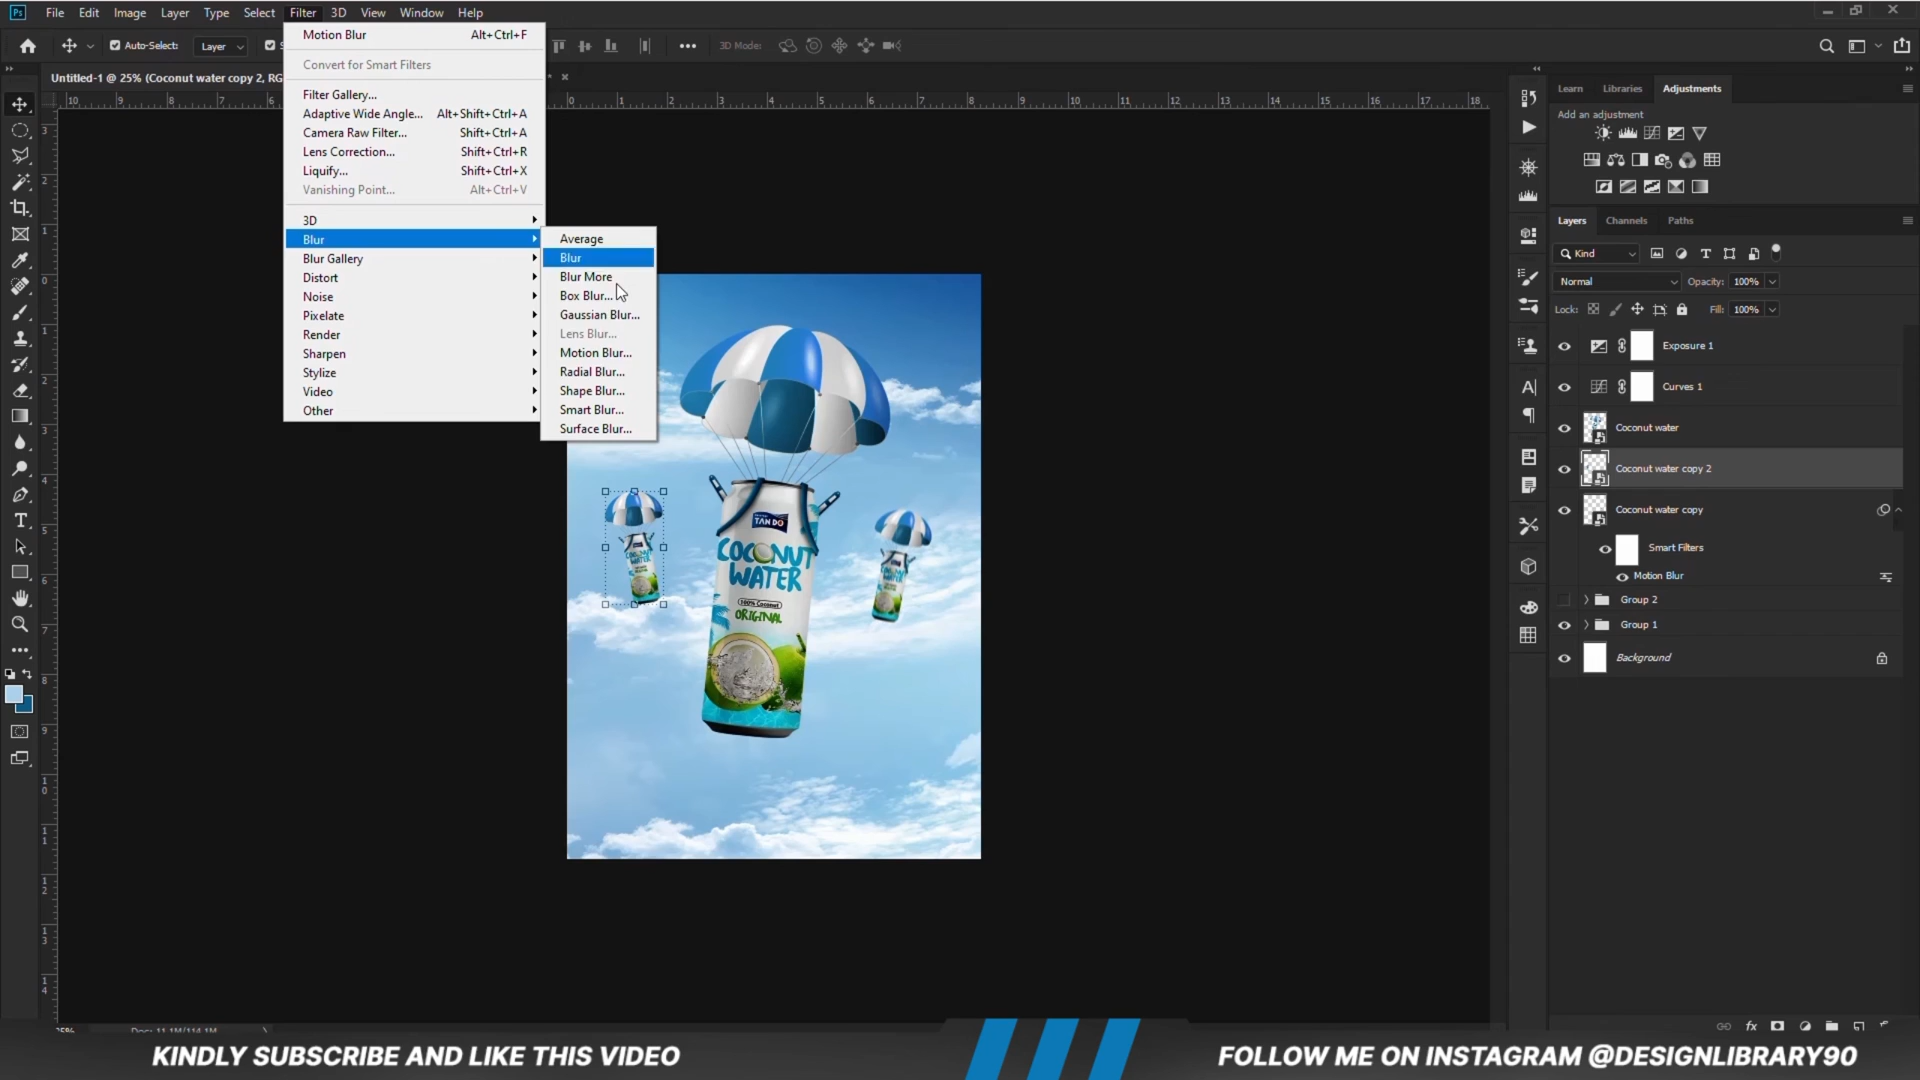 Ps File Edit Image Layer Type Select Filter 3D View Window Help
Auto-Select: Layer
3D Mode:
Untitled-1 @ 25% (Coconut water copy 2, RG
Motion Blur Alt+Ctrl+F
Convert for Smart Filters
Filter Gallery...
Adaptive Wide Angle... Alt+Shift+Ctrl+A
Camera Raw Filter... Shift+Ctrl+A
Lens Correction... Shift+Ctrl+R
Liquify... Shift+Ctrl+X
Vanishing Point... Alt+Ctrl+V
3D
Blur
Blur Gallery
Distort
Noise
Pixelate
Render
Sharpen
Stylize
Video
Other
Average
Blur
Blur More
Box Blur...
Gaussian Blur...
Lens Blur...
Motion Blur...
Radial Blur...
Shape Blur...
Smart Blur...
Surface Blur...
TAN DO
COCONUT
WATER
100% Coconut
ORIGINAL
Learn Libraries Adjustments
Add an adjustment
Layers Channels Paths
Kind
Normal Opacity: 100%
Lock: Fill: 100%
Exposure 1
Curves 1
Coconut water
Coconut water copy 2
Coconut water copy
Smart Filters
Motion Blur
Group 2
Group 1
Background
KINDLY SUBSCRIBE AND LIKE THIS VIDEO
FOLLOW ME ON INSTAGRAM @DESIGNLIBRARY90